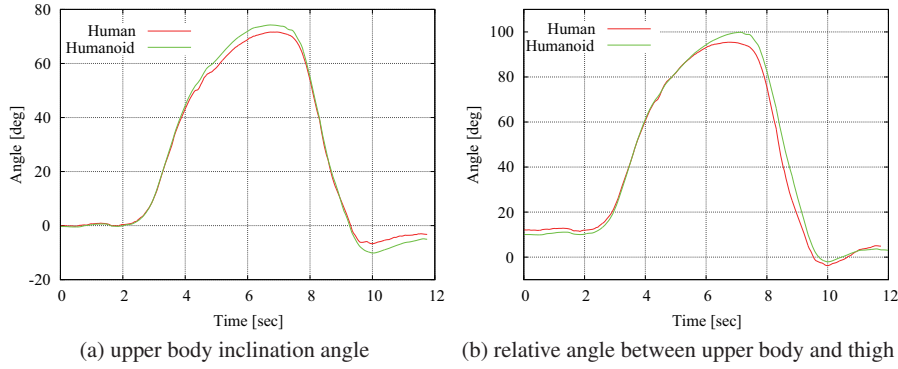 Human
Humanoid
80
60
40
20
0
-20
Angle [deg]
0 2 4 6 8 10 12
Time [sec]
(a) upper body inclination angle
Human
Humanoid
100
80
60
40
20
0
Angle [deg]
0 2 4 6 8 10 12
Time [sec]
(b) relative angle between upper body and thigh